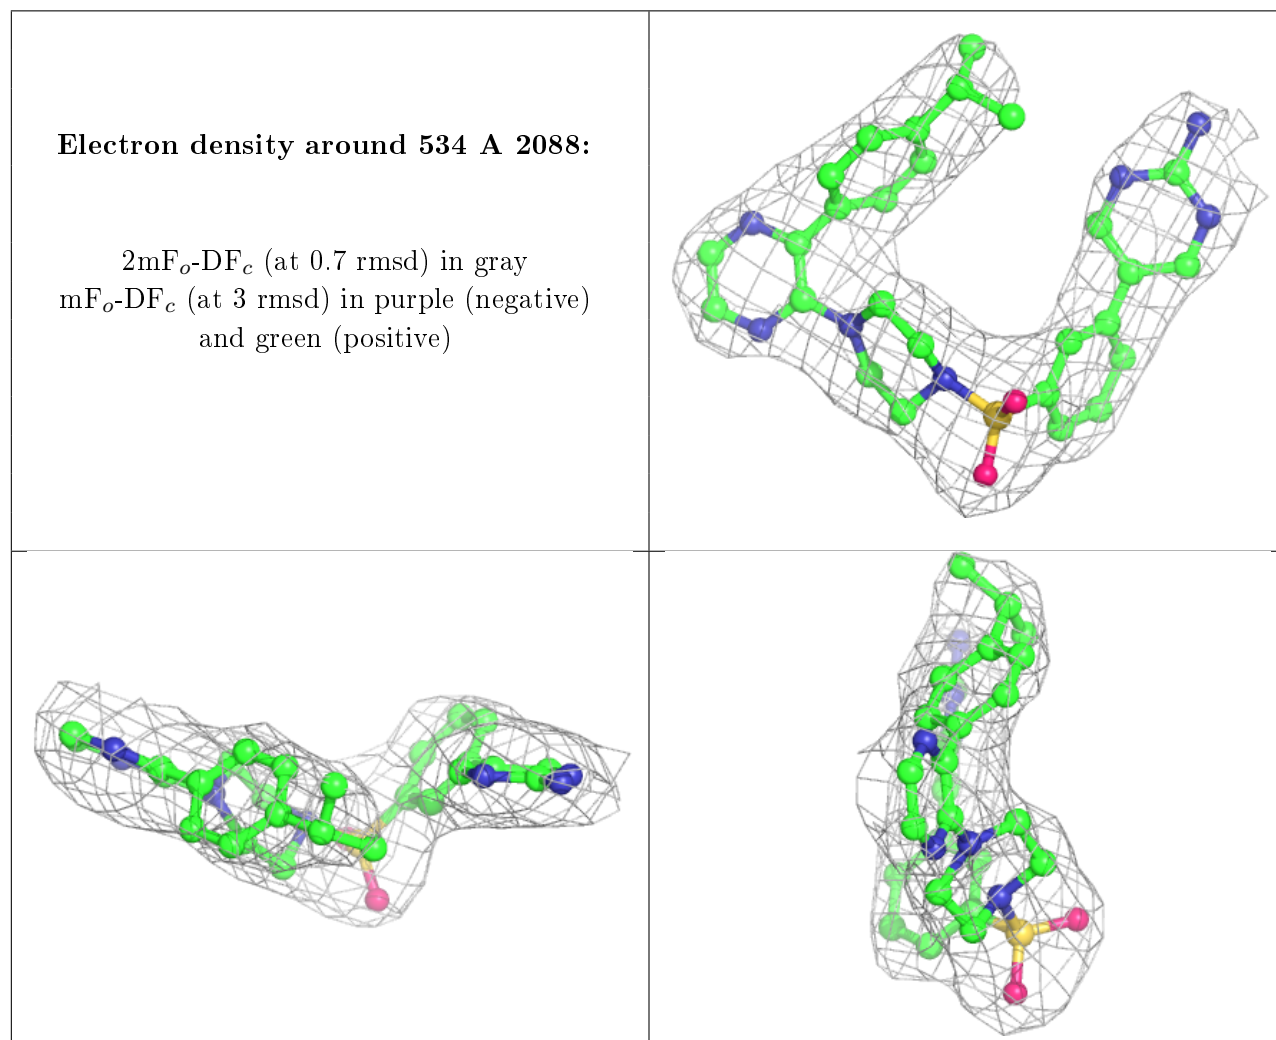 Electron density around 534 A 2088:
2mFo-DFc (at 0.7 rmsd) in gray
mFo-DFc (at 3 rmsd) in purple (negative)
and green (positive)